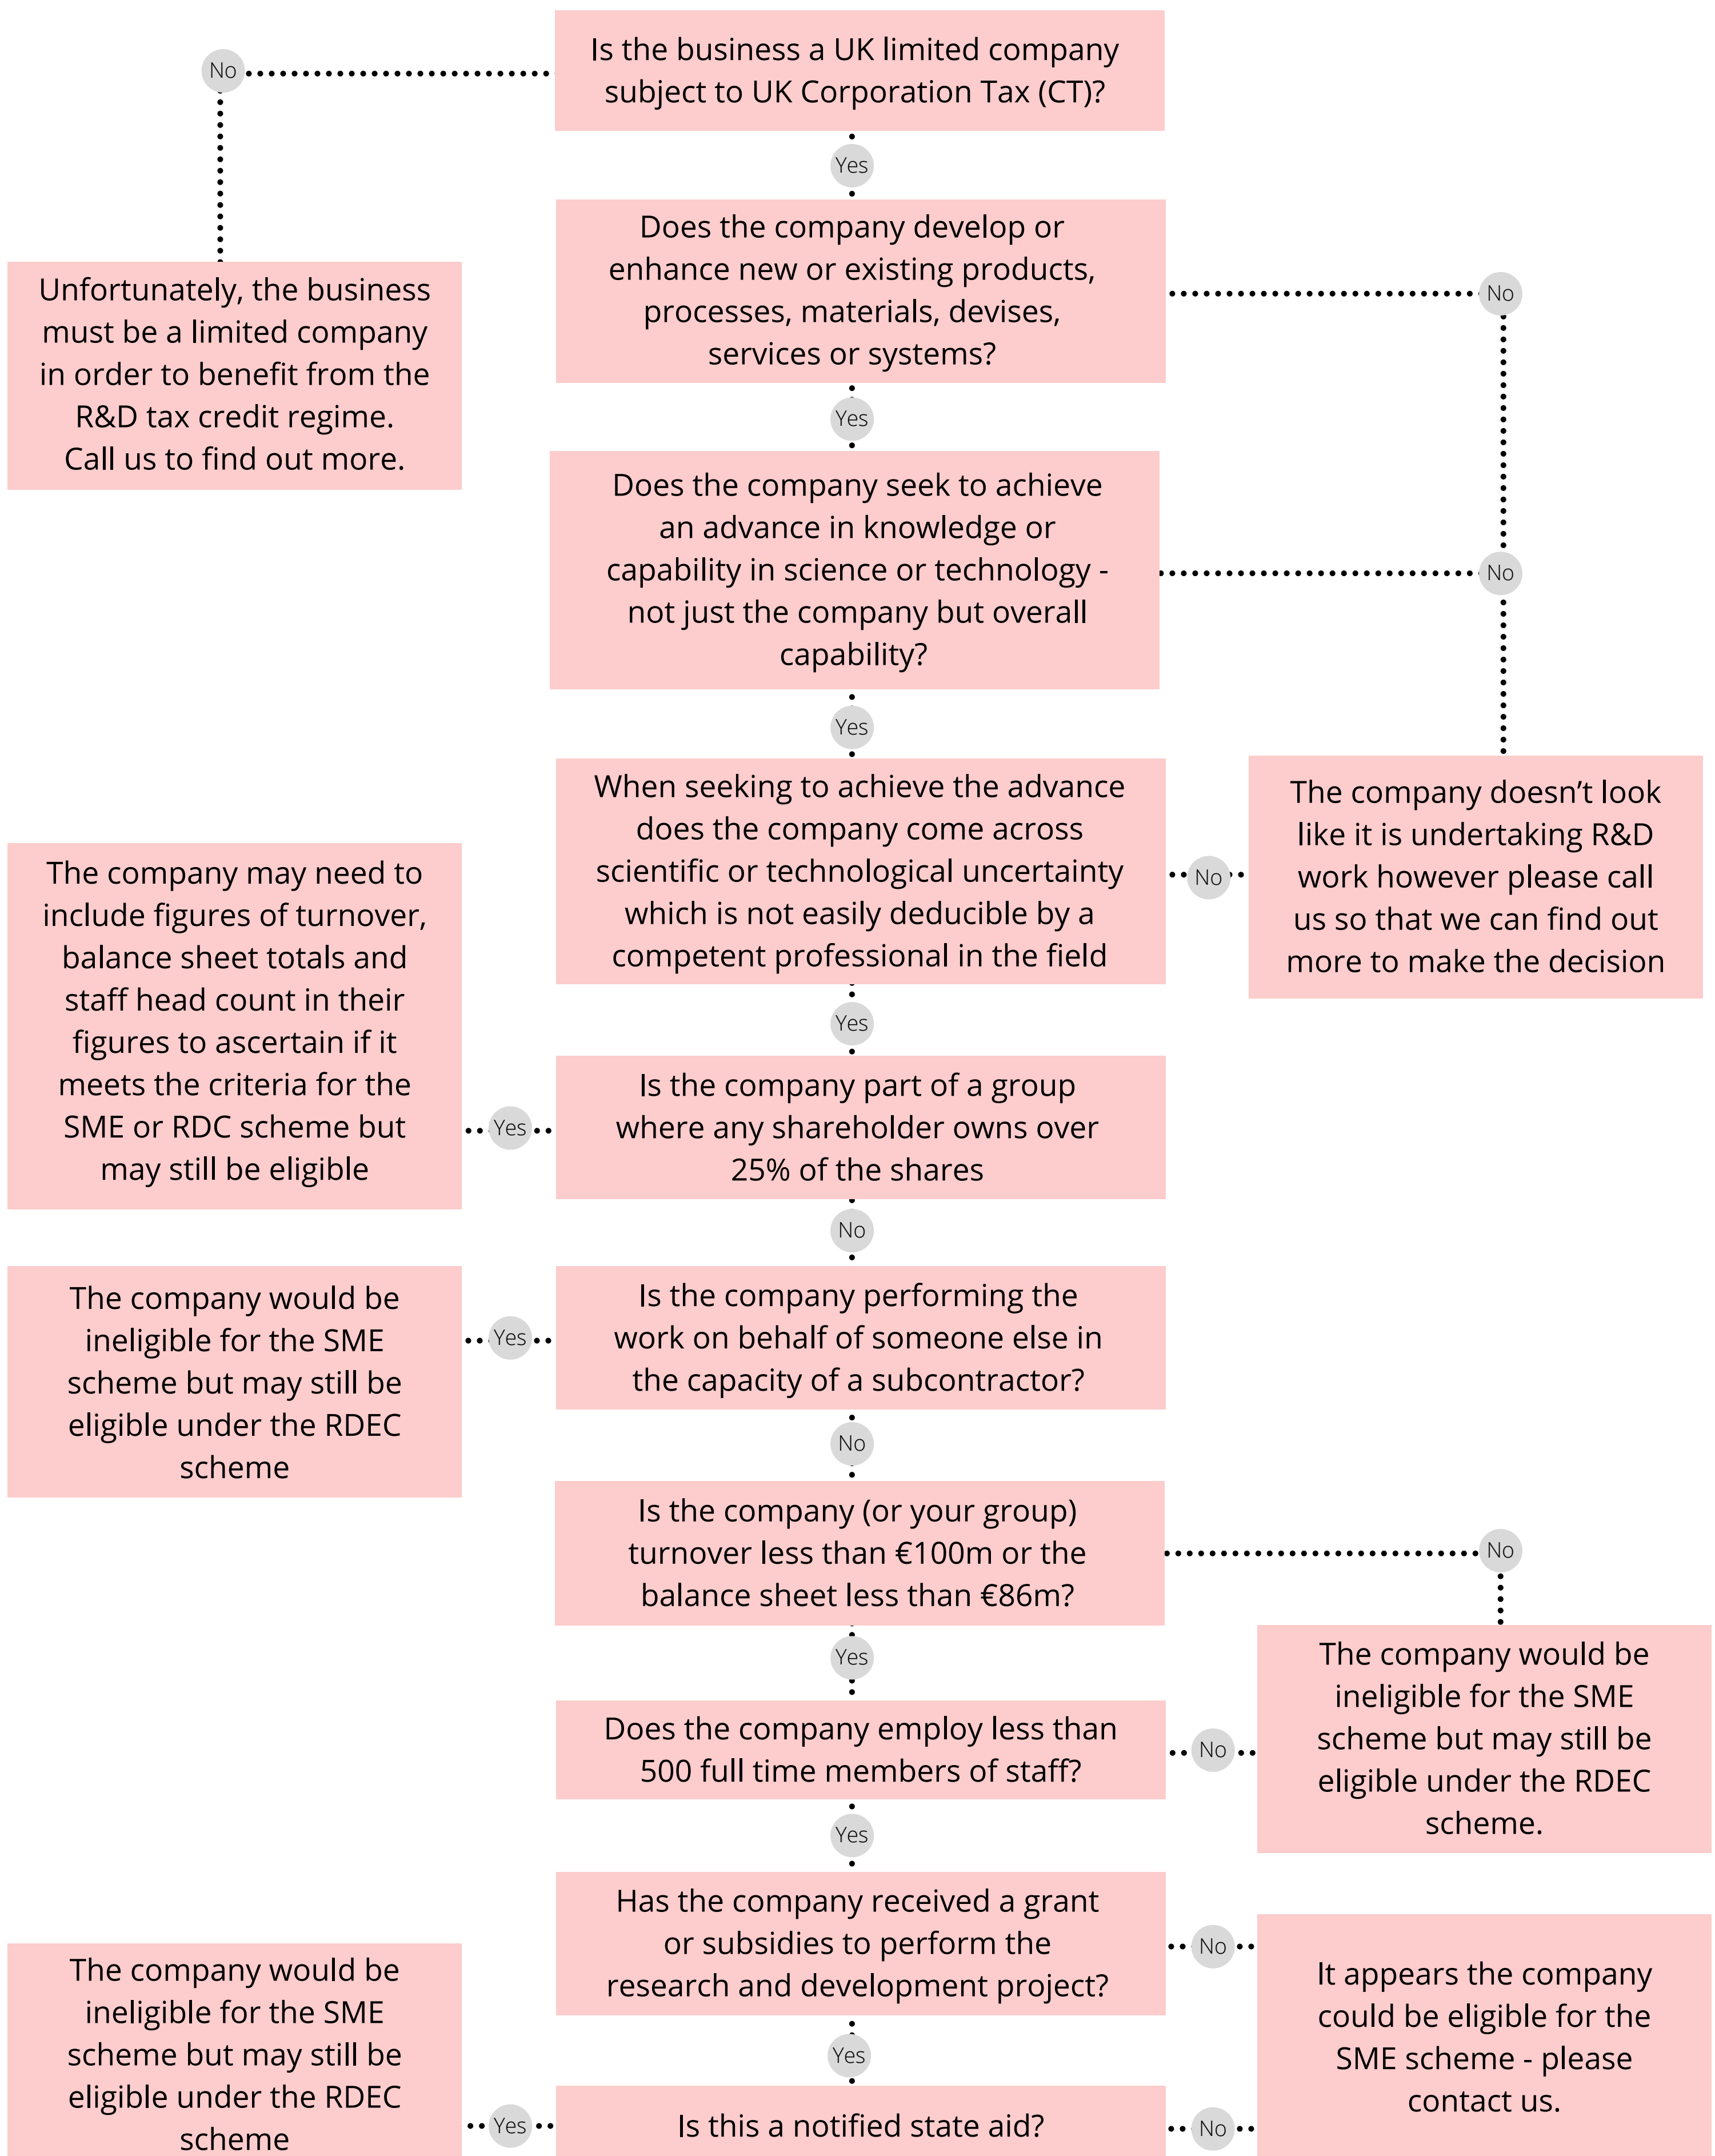 Is the business a UK limited company
subject to UK Corporation Tax (CT)?
No
Yes
Unfortunately, the business
must be a limited company
in order to benefit from the
R&D tax credit regime.
Call us to find out more.
Does the company develop or
enhance new or existing products,
processes, materials, devises,
services or systems?
No
Yes
Does the company seek to achieve
an advance in knowledge or
capability in science or technology -
not just the company but overall
capability?
No
Yes
When seeking to achieve the advance
does the company come across
scientific or technological uncertainty
which is not easily deducible by a
competent professional in the field
No
The company doesn’t look
like it is undertaking R&D
work however please call
us so that we can find out
more to make the decision
Yes
The company may need to
include figures of turnover,
balance sheet totals and
staff head count in their
figures to ascertain if it
meets the criteria for the
SME or RDC scheme but
may still be eligible
Yes
Is the company part of a group
where any shareholder owns over
25% of the shares
No
The company would be
ineligible for the SME
scheme but may still be
eligible under the RDEC
scheme
Yes
Is the company performing the
work on behalf of someone else in
the capacity of a subcontractor?
No
Is the company (or your group)
turnover less than €100m or the
balance sheet less than €86m?
No
Yes
The company would be
ineligible for the SME
scheme but may still be
eligible under the RDEC
scheme.
Does the company employ less than
500 full time members of staff?
No
Yes
Has the company received a grant
or subsidies to perform the
research and development project?
No
It appears the company
could be eligible for the
SME scheme - please
contact us.
Yes
The company would be
ineligible for the SME
scheme but may still be
eligible under the RDEC
scheme
Yes
Is this a notified state aid?
No